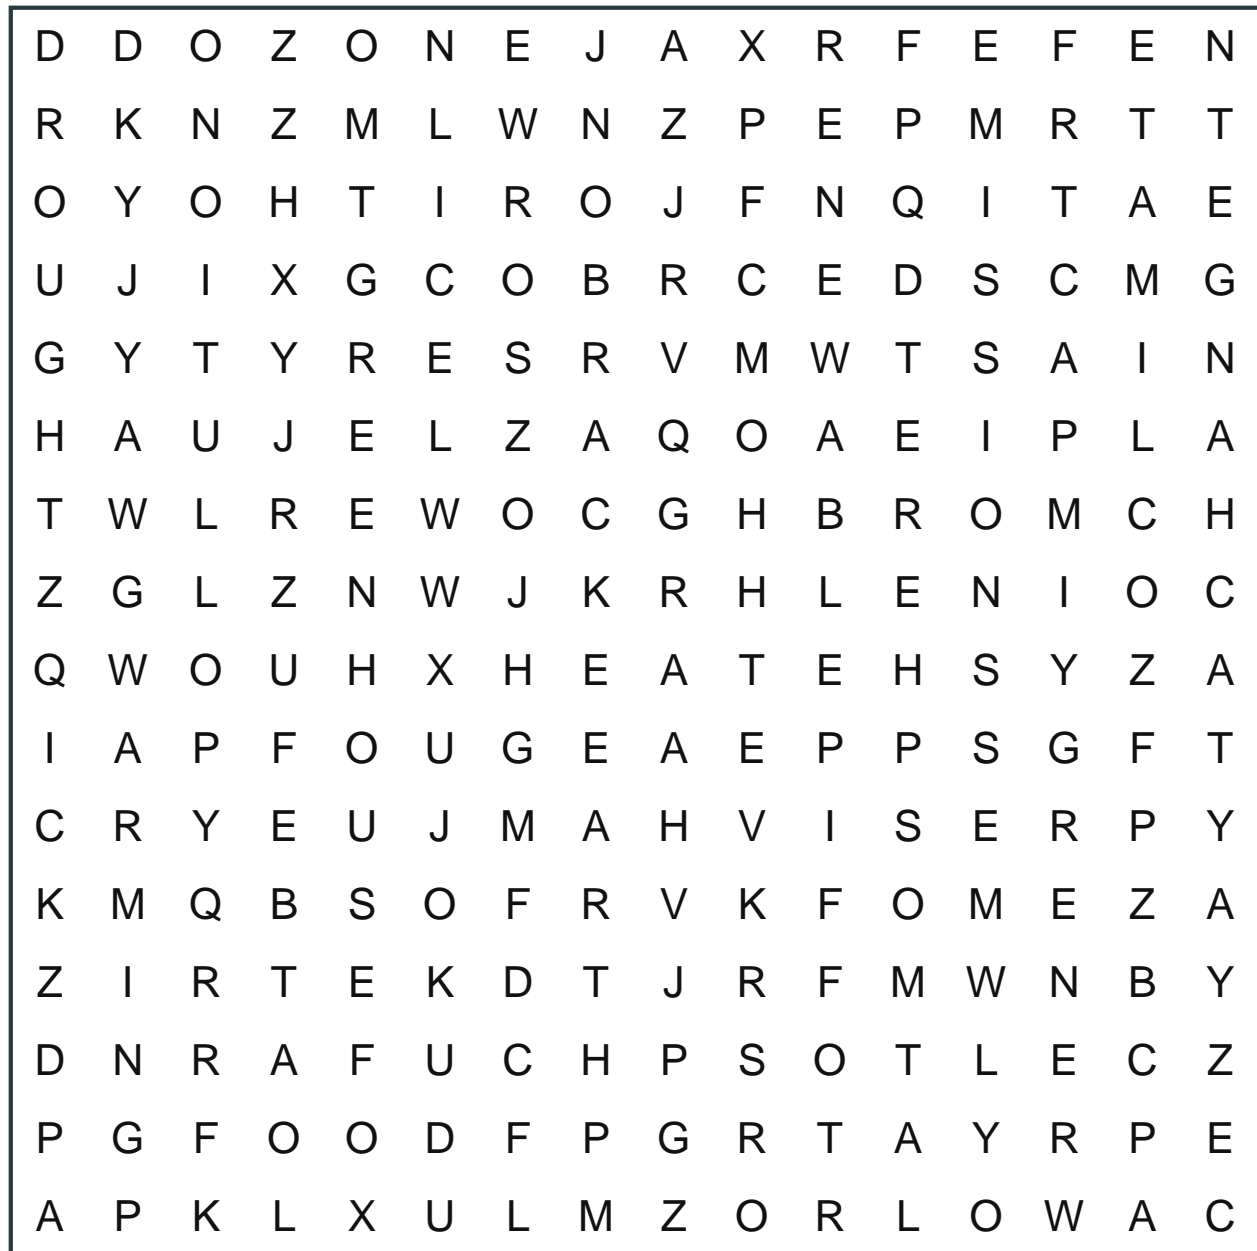 D D O Z O N E J A X R F E F E N
R K N Z M L W N Z P E P M R T T
O Y O H T I R O J F N Q I T A E
U J I X G C O B R C E D S C M G
G Y T Y R E S R V M W T S A I N
H A U J E L Z A Q O A E I P L A
T W L R E W O C G H B R O M C H
Z G L Z N W J K R H L E N I O C
Q W O U H X H E A T E H S Y Z A
I A P F O U G E A E P P S G F T
C R Y E U J M A H V I S E R P Y
K M Q B S O F R V K F O M E Z A
Z I R T E K D T J R F M W N B Y
D N R A F U C H P S O T L E C Z
P G F O O D F P G R T A Y R P E
A P K L X U L M Z O R L O W A C